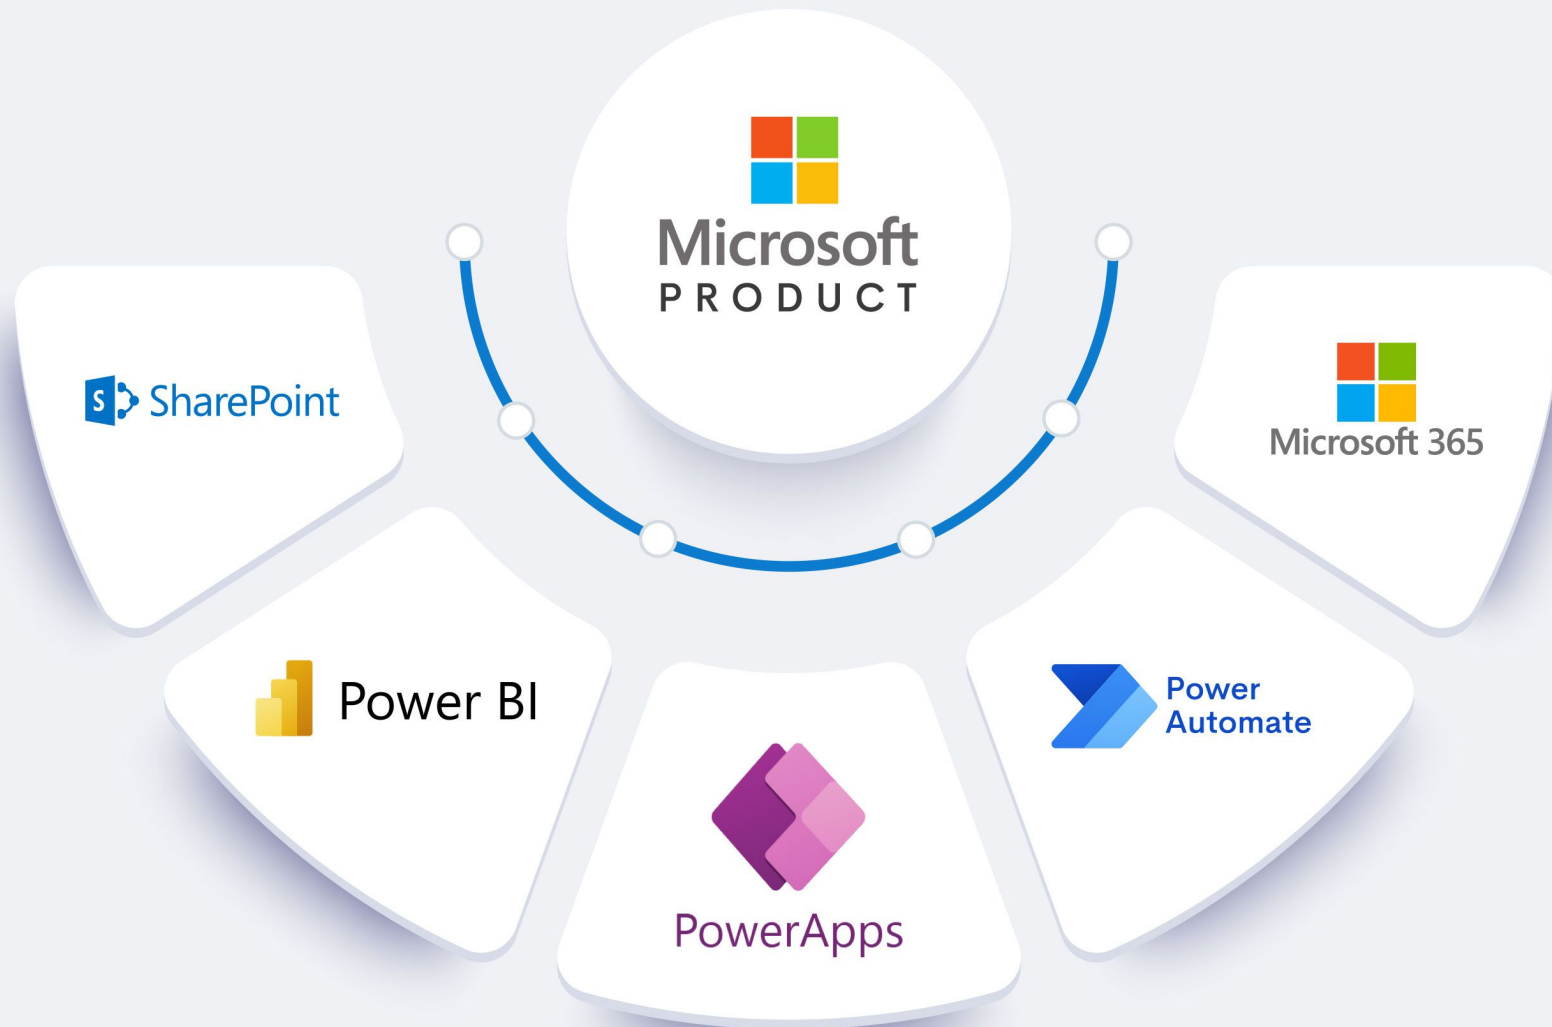 Microsoft
PRODUCT
S SharePoint
Microsoft 365
Power BI
Power
Automate
PowerApps